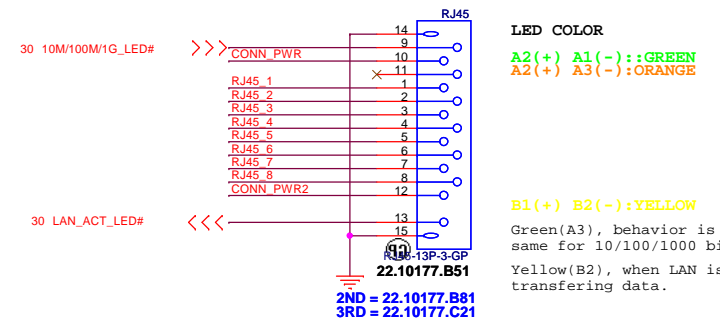 RJ45
LED COLOR
14
30 10M/100M/1G_LED#
9
CONN_PWR
10
A2(+) A1(-)::GREEN
11
A2(+) A3(-):ORANGE
RJ45_1
1
RJ45_2
2
RJ45_3
3
RJ45_4
4
RJ45_5
5
RJ45_6
6
RJ45_7
7
RJ45_8
8
CONN_PWR2
12
B1(+) B2(-):YELLOW
30 LAN_ACT_LED#
13
15
Green(A3), behavior is
same for 10/100/1000 bi
RJ45-13P-3-GP
22.10177.B51
Yellow(B2), when LAN is
transfering data.
2ND = 22.10177.B81
3RD = 22.10177.C21